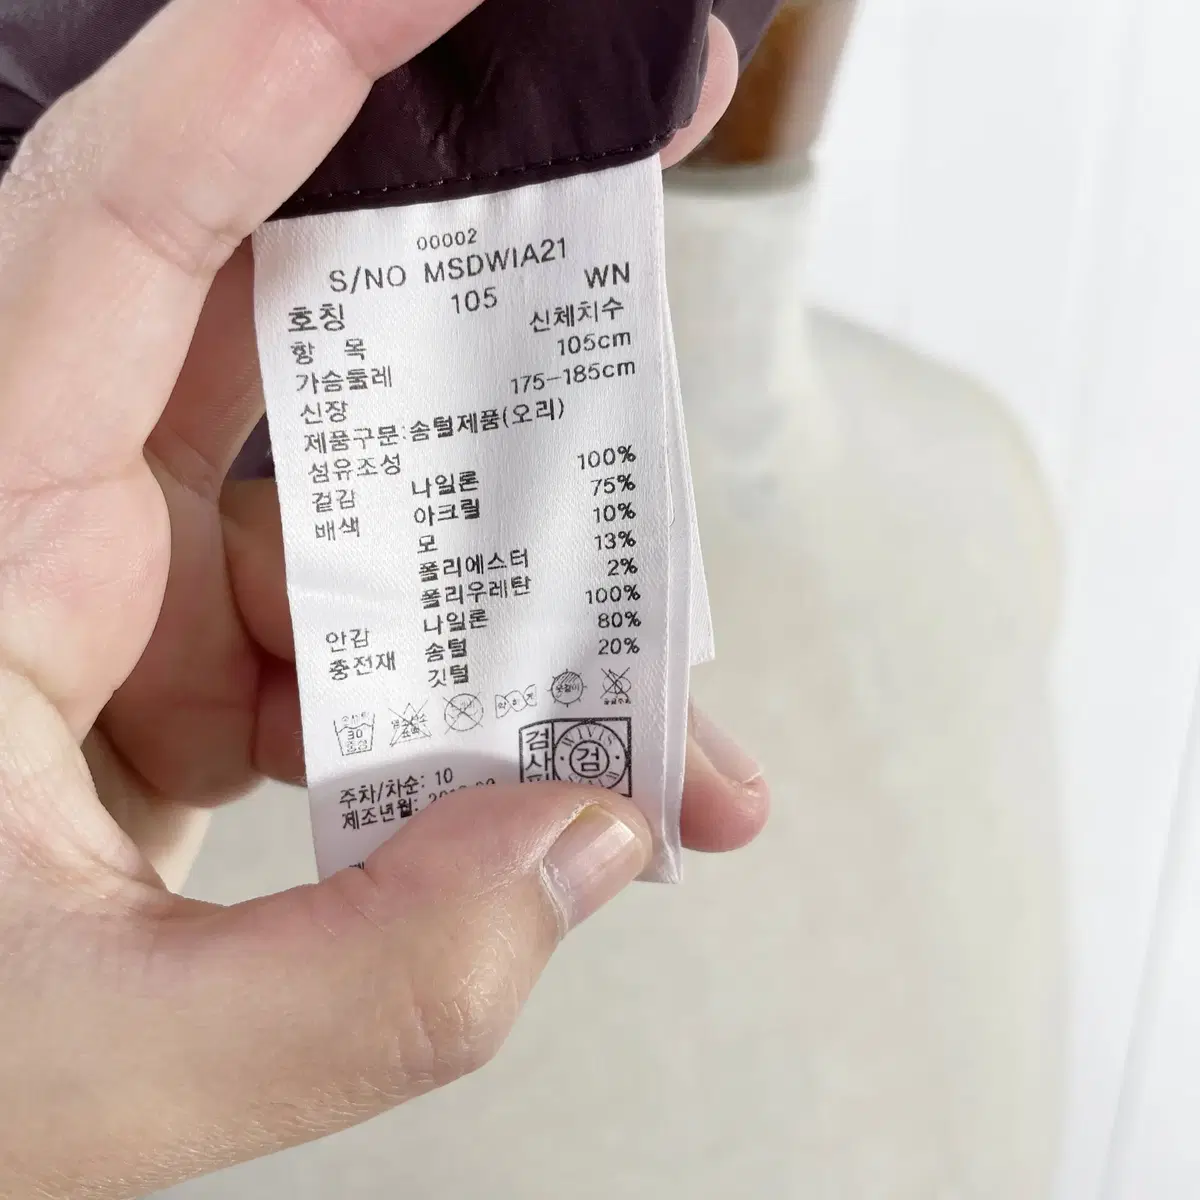 00002
S/NO MSDWIA21
WN
호칭 105
항 목 신체치수
가슴둘레 105cm
신장 175-185cm
제품구분:솜털제품(오리)
섬유조성
겉감 나일론 100%
배색 아크릴 75%
모 10%
폴리에스터 13%
폴리우레탄 2%
안감 나일론 100%
충전재 솜털 80%
깃털 20%
30
중성
검
사
검
WIVIS
주차/차순: 10
제조년월: